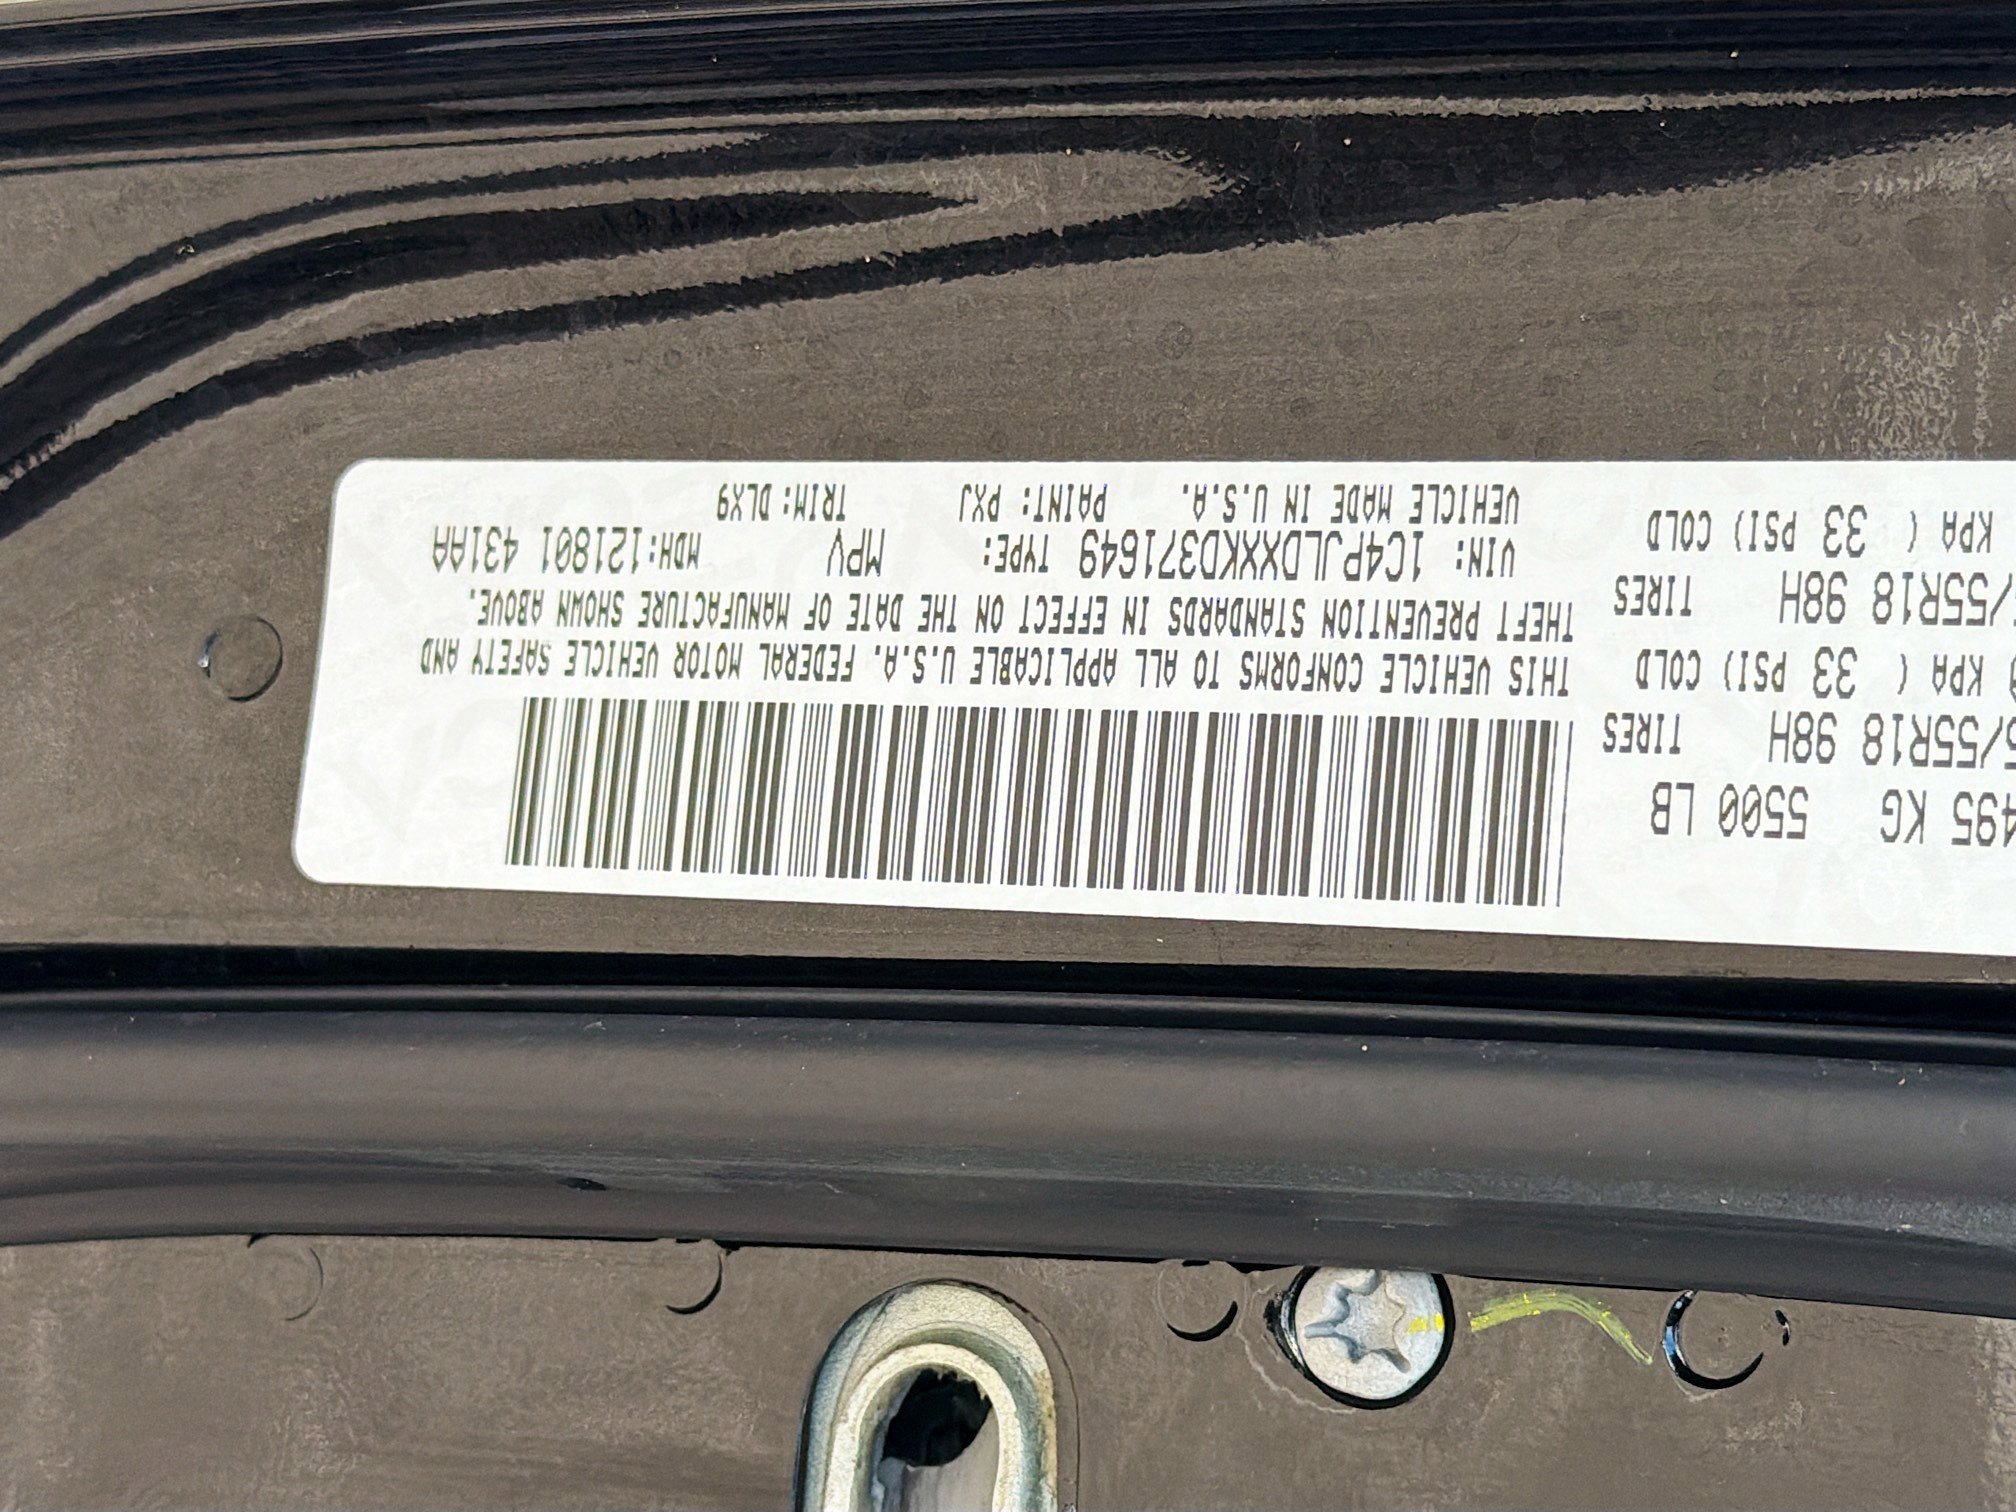 495 KG 5500 LB
5/55R18 98H TIRES
KPA ( 33 PSI) COLD
/55R18 98H TIRES
KPA ( 33 PSI) COLD
THIS VEHICLE CONFORMS TO ALL APPLICABLE U.S.A. FEDERAL MOTOR VEHICLE SAFETY AND
THEFT PREVENTION STANDARDS IN EFFECT ON THE DATE OF MANUFACTURE SHOWN ABOVE.
VIN: 1C4PJLDXXKD371649 TYPE: MPV MDH:121801 431AA
VEHICLE MADE IN U.S.A. PAINT: PXJ TRIM: DLX9